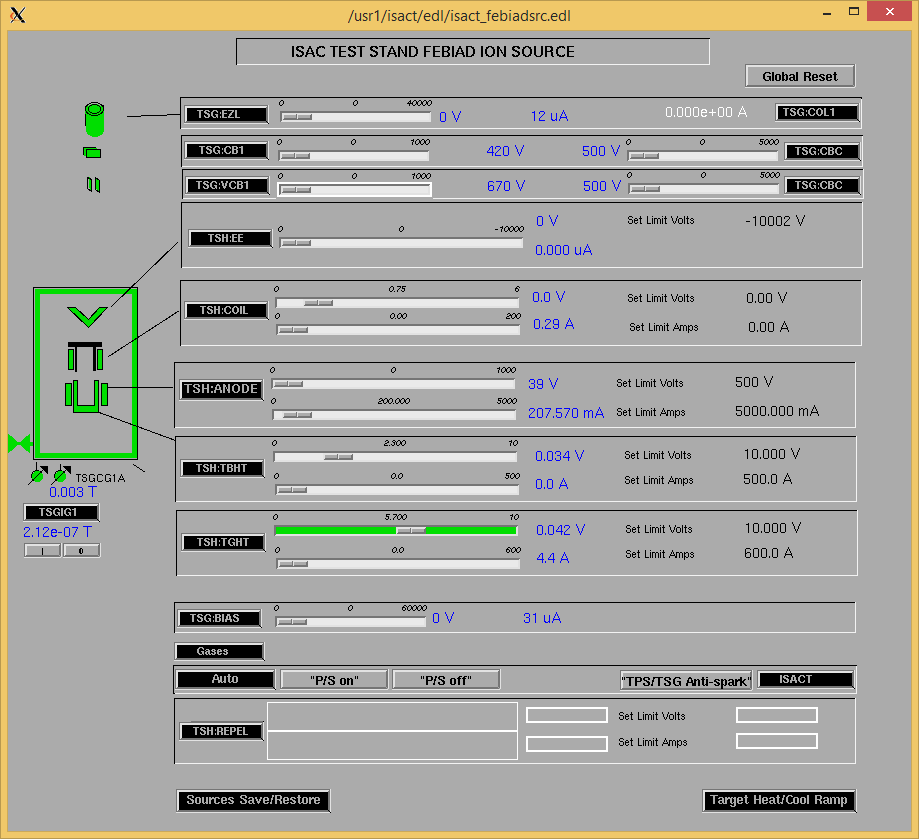 /usr1/isact/edl/isact_febiadsrc.edl
ISAC TEST STAND FEBIAD ION SOURCE
Global Reset
TSG:EZL 0 0 40000 0 V 12 uA 0.000e+00 A TSG:COL1
TSG:CB1 0 0 1000 420 V 500 V 0 5000 TSG:CBC
TSG:VCB1 0 0 1000 670 V 500 V 0 5000 TSG:CBC
TSH:EE 0 0 -10000 0 V Set Limit Volts -10002 V
0.000 uA
TSH:COIL 0 0.75 6 0.0 V Set Limit Volts 0.00 V
0 0.00 200 0.29 A Set Limit Amps 0.00 A
TSH:ANODE 0 0 1000 39 V Set Limit Volts 500 V
0 200.000 5000 207.570 mA Set Limit Amps 5000.000 mA
TSH:TBHT 0 2.300 10 0.034 V Set Limit Volts 10.000 V
0 0.0 500 0.0 A Set Limit Amps 500.0 A
TSGCG1A
0.003 T
TSGIG1
2.12e-07 T
I 0
TSH:TGHT 0 5.700 10 0.042 V Set Limit Volts 10.000 V
0 0.0 600 4.4 A Set Limit Amps 600.0 A
TSG:BIAS 0 0 60000 0 V 31 uA
Gases
Auto "P/S on" "P/S off" "TPS/TSG Anti-spark" ISACT
TSH:REPEL Set Limit Volts
Set Limit Amps
Sources Save/Restore Target Heat/Cool Ramp